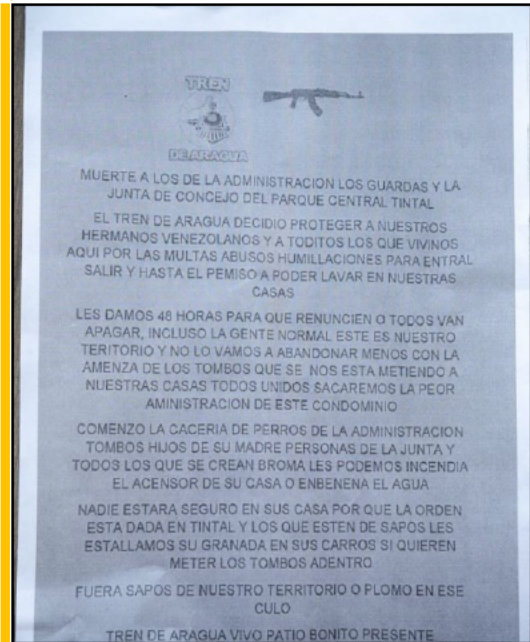 TREN
DE ARAGUA
MUERTE A LOS DE LA ADMINISTRACION LOS GUARDAS Y LA
JUNTA DE CONCEJO DEL PARQUE CENTRAL TINTAL
EL TREN DE ARAGUA DECIDIO PROTEGER A NUESTROS
HERMANOS VENEZOLANOS Y A TODITOS LOS QUE VIVINOS
AQUI POR LAS MULTAS ABUSOS HUMILLACIONES PARA ENTRAL
SALIR Y HASTA EL PEMISO A PODER LAVAR EN NUESTRAS
CASAS
LES DAMOS 48 HORAS PARA QUE RENUNCIEN O TODOS VAN
APAGAR, INCLUSO LA GENTE NORMAL ESTE ES NUESTRO
TERITORIO Y NO LO VAMOS A ABANDONAR MENOS CON LA
AMENZA DE LOS TOMBOS QUE SE NOS ESTA METIENDO A
NUESTRAS CASAS TODOS UNIDOS SACAREMOS LA PEOR
AMINISTRACION DE ESTE CONDOMINIO
COMENZO LA CACERIA DE PERROS DE LA ADMINISTRACION
TOMBOS HIJOS DE SU MADRE PERSONAS DE LA JUNTA Y
TODOS LOS QUE SE CREAN BROMA LES PODEMOS INCENDIA
EL ACENSOR DE SU CASA O ENBENENA EL AGUA
NADIE ESTARA SEGURO EN SUS CASA POR QUE LA ORDEN
ESTA DADA EN TINTAL Y LOS QUE ESTEN DE SAPOS LES
ESTALLAMOS SU GRANADA EN SUS CARROS SI QUIEREN
METER LOS TOMBOS ADENTRO
FUERA SAPOS DE NUESTRO TERRITORIO O PLOMO EN ESE
CULO
TREN DE ARAGUA VIVO PATIO BONITO PRESENTE